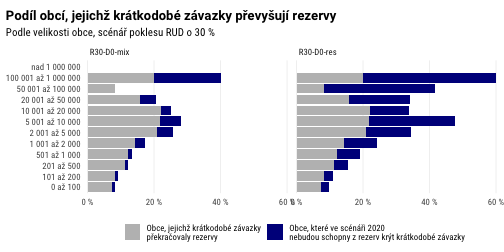 Podíl obcí, jejichž krátkodobé závazky převyšují rezervy
Podle velikosti obce, scénář poklesu RUD o 30 %
R30-D0-mix
R30-D0-res
nad 1 000 000
100 001 až 1 000 000
50 001 až 100 000
20 001 až 50 000
10 001 až 20 000
5 001 až 10 000
2 001 až 5 000
1 001 až 2 000
501 až 1 000
201 až 500
101 až 200
0 až 100
0 % 20 % 40 % 60 %
0 % 20 % 40 % 60 %
Obce, jejichž krátkodobé závazky
překračovaly rezervy
Obce, které ve scénáři 2020
nebudou schopny z rezerv krýt krátkodobé závazky